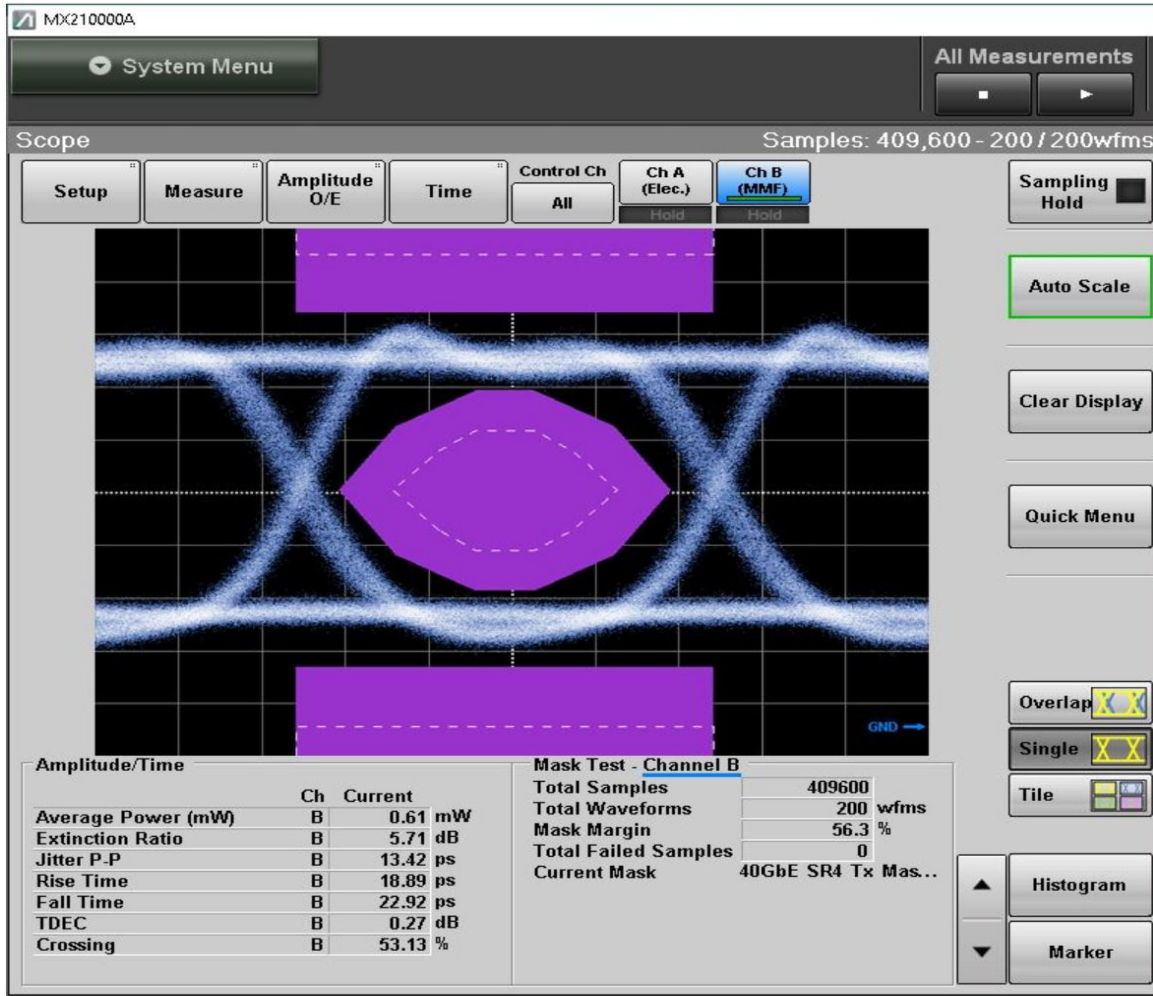 MX210000A
System Menu
All Measurements
Scope
Samples: 409,600 - 200 / 200wfms
Setup
Measure
Amplitude
O/E
Time
Control Ch
All
Ch A
(Elec.)
Hold
Ch B
(MMF)
Hold
Sampling
Hold
Auto Scale
Clear Display
Quick Menu
GND
Overlap
Single
Tile
Histogram
Marker
Amplitude/Time
Ch Current
Average Power (mW) B 0.61 mW
Extinction Ratio B 5.71 dB
Jitter P-P B 13.42 ps
Rise Time B 18.89 ps
Fall Time B 22.92 ps
TDEC B 0.27 dB
Crossing B 53.13 %
Mask Test - Channel B
Total Samples 409600
Total Waveforms 200 wfms
Mask Margin 56.3 %
Total Failed Samples 0
Current Mask 40GbE SR4 Tx Mas...